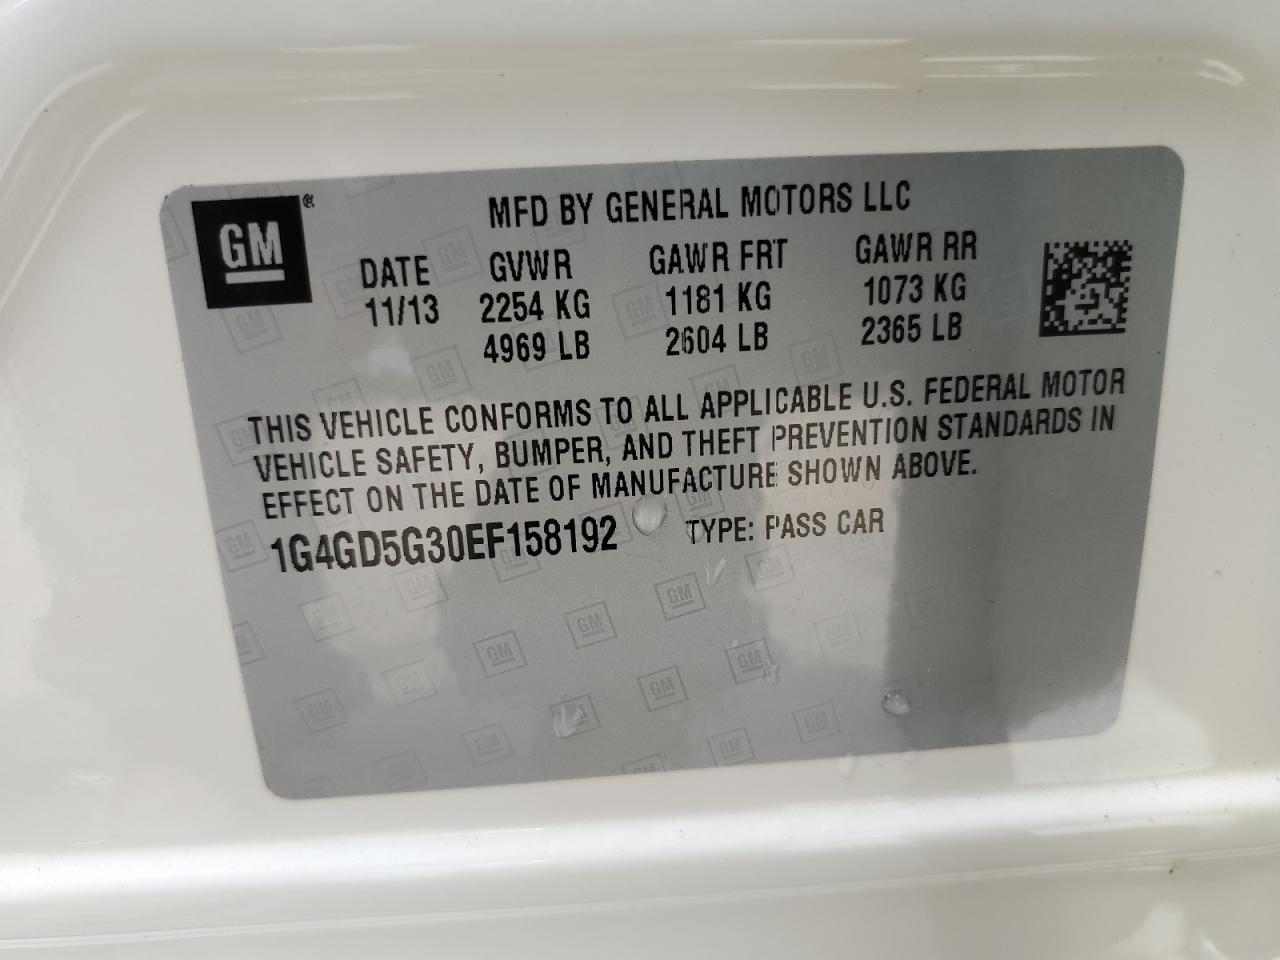 GM ®
MFD BY GENERAL MOTORS LLC
DATE GVWR GAWR FRT GAWR RR
11/13 2254 KG 1181 KG 1073 KG
4969 LB 2604 LB 2365 LB
THIS VEHICLE CONFORMS TO ALL APPLICABLE U.S. FEDERAL MOTOR
VEHICLE SAFETY, BUMPER, AND THEFT PREVENTION STANDARDS IN
EFFECT ON THE DATE OF MANUFACTURE SHOWN ABOVE.
1G4GD5G30EF158192 TYPE: PASS CAR